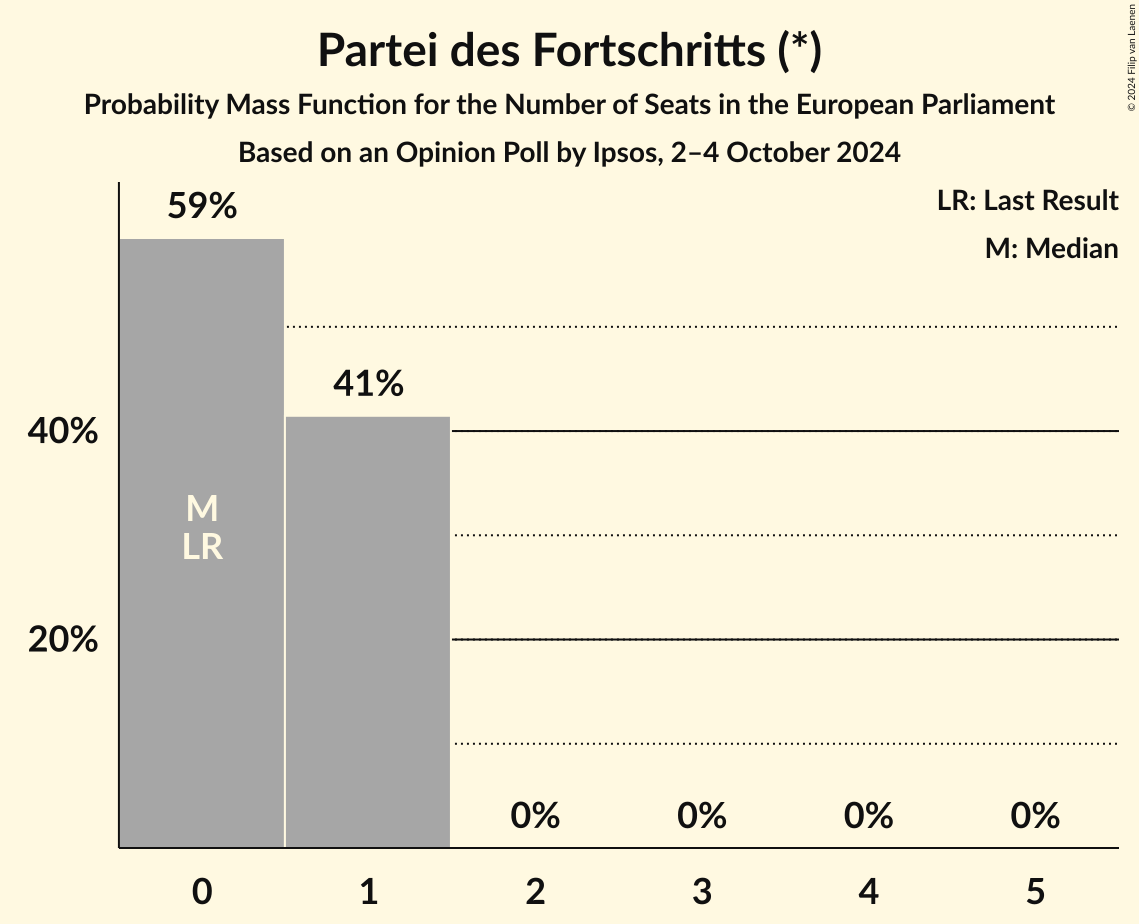 Partei des Fortschritts (*)
Probability Mass Function for the Number of Seats in the European Parliament
Based on an Opinion Poll by Ipsos, 2–4 October 2024
© 2024 Filip van Laenen
LR: Last Result
M: Median
59%
41%
40%
20%
M
LR
0%
0%
0%
0%
0
1
2
3
4
5